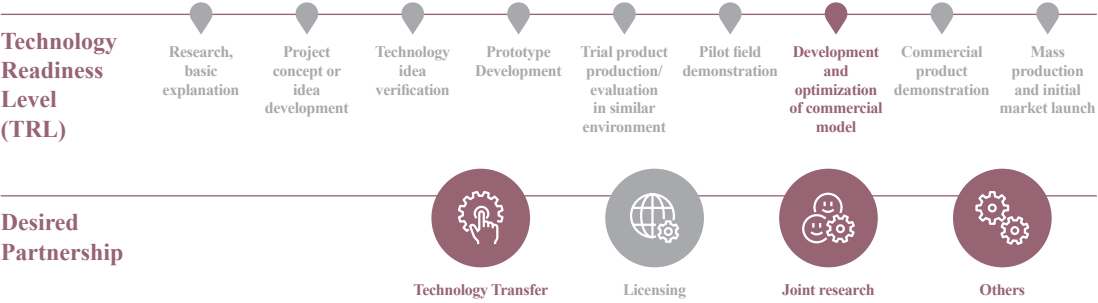 Technology
Readiness
Level
(TRL)
Research,
basic
explanation
Project
concept or
idea
development
Technology
idea
verification
Prototype
Development
Trial product
production/
evaluation
in similar
environment
Pilot field
demonstration
Development
and
optimization
of commercial
model
Commercial
product
demonstration
Mass
production
and initial
market launch
Desired
Partnership
Technology Transfer
Licensing
Joint research
Others